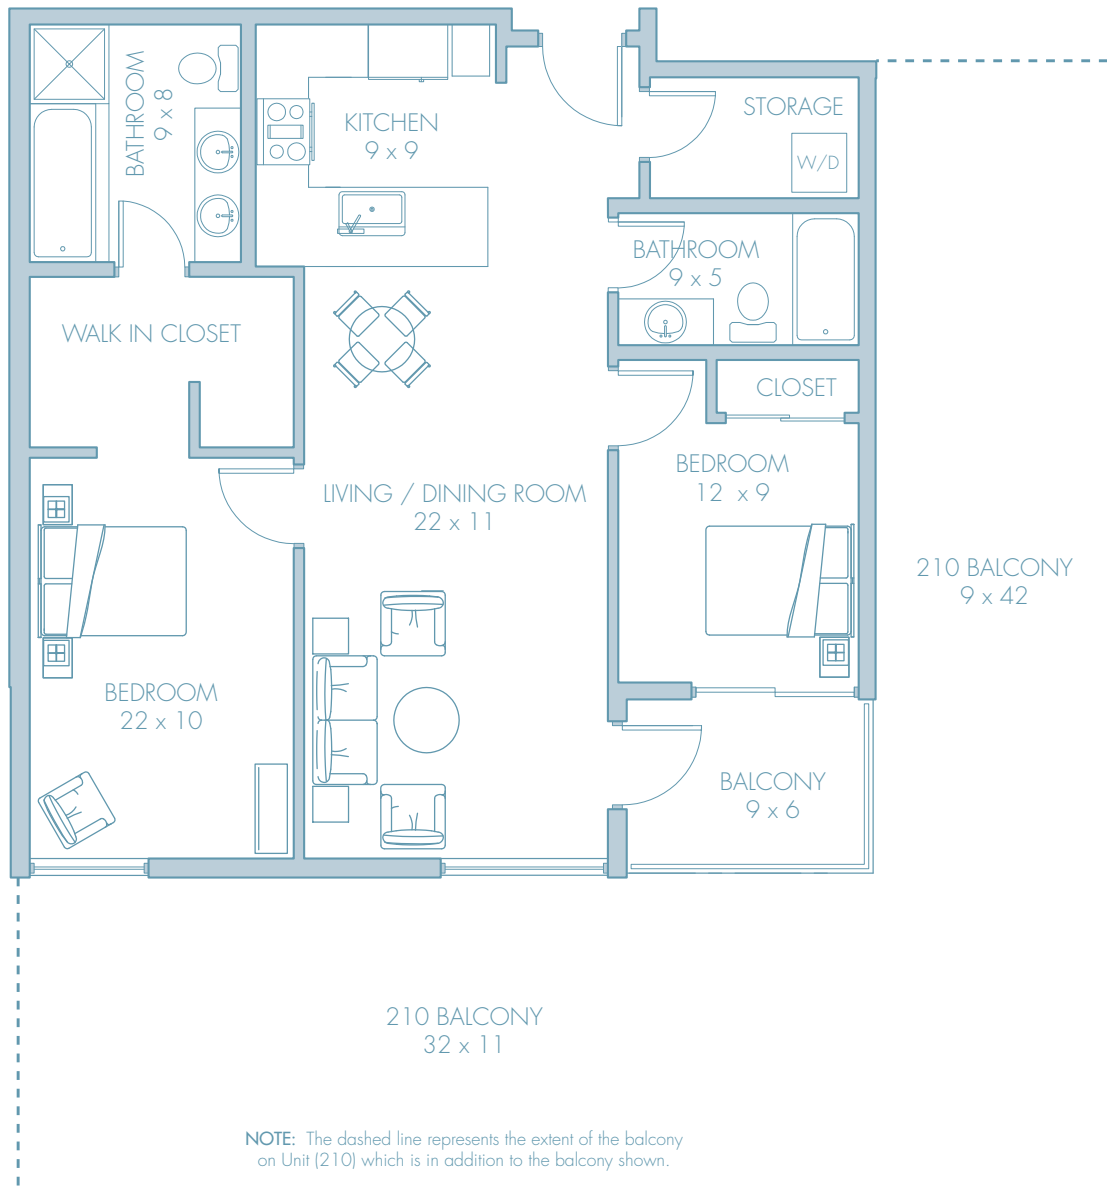 BATHROOM
9 x 8
KITCHEN
9 x 9
STORAGE
W/D
BATHROOM
9 x 5
WALK IN CLOSET
CLOSET
BEDROOM
12 x 9
LIVING / DINING ROOM
22 x 11
210 BALCONY
9 x 42
BEDROOM
22 x 10
BALCONY
9 x 6
210 BALCONY
32 x 11
NOTE: The dashed line represents the extent of the balcony
on Unit (210) which is in addition to the balcony shown.